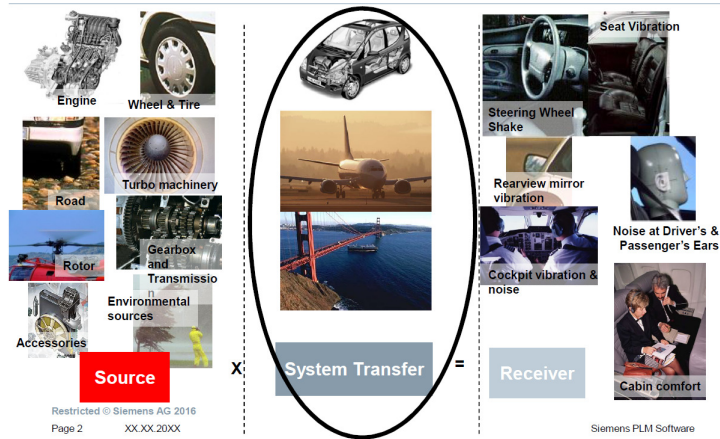 Engine
Wheel & Tire
Road
Turbo machinery
Rotor
Gearbox
and
Transmissio
n
Environmental
sources
Accessories
Source
X
System Transfer
=
Seat Vibration
Steering Wheel
Shake
Rearview mirror
vibration
Noise at Driver's &
Passenger's Ears
Cockpit vibration &
noise
Cabin comfort
Receiver
Restricted © Siemens AG 2016
Page 2 XX.XX.20XX
Siemens PLM Software